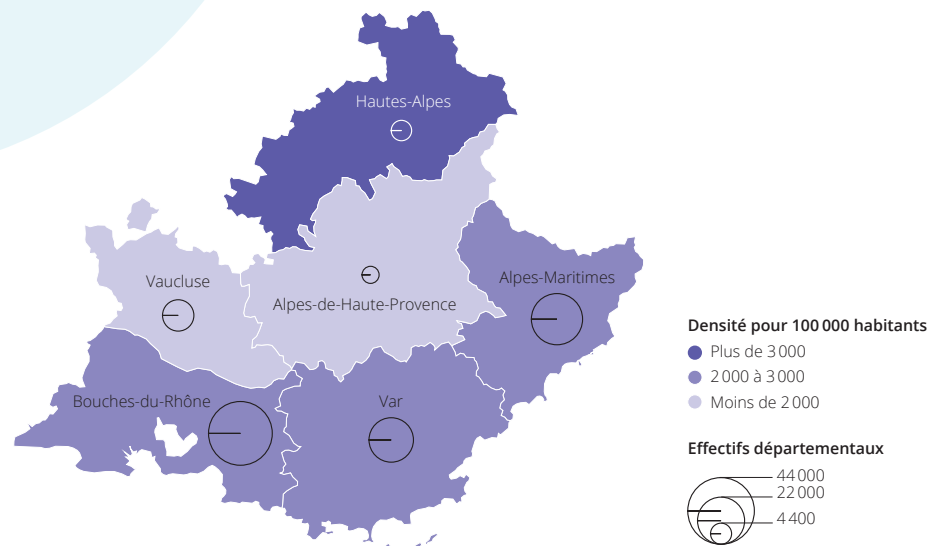 Hautes-Alpes
Vaucluse
Alpes-de-Haute-Provence
Alpes-Maritimes
Bouches-du-Rhône
Var
Densité pour 100 000 habitants
Plus de 3 000
2 000 à 3 000
Moins de 2 000
Effectifs départementaux
44 000
22 000
4 400